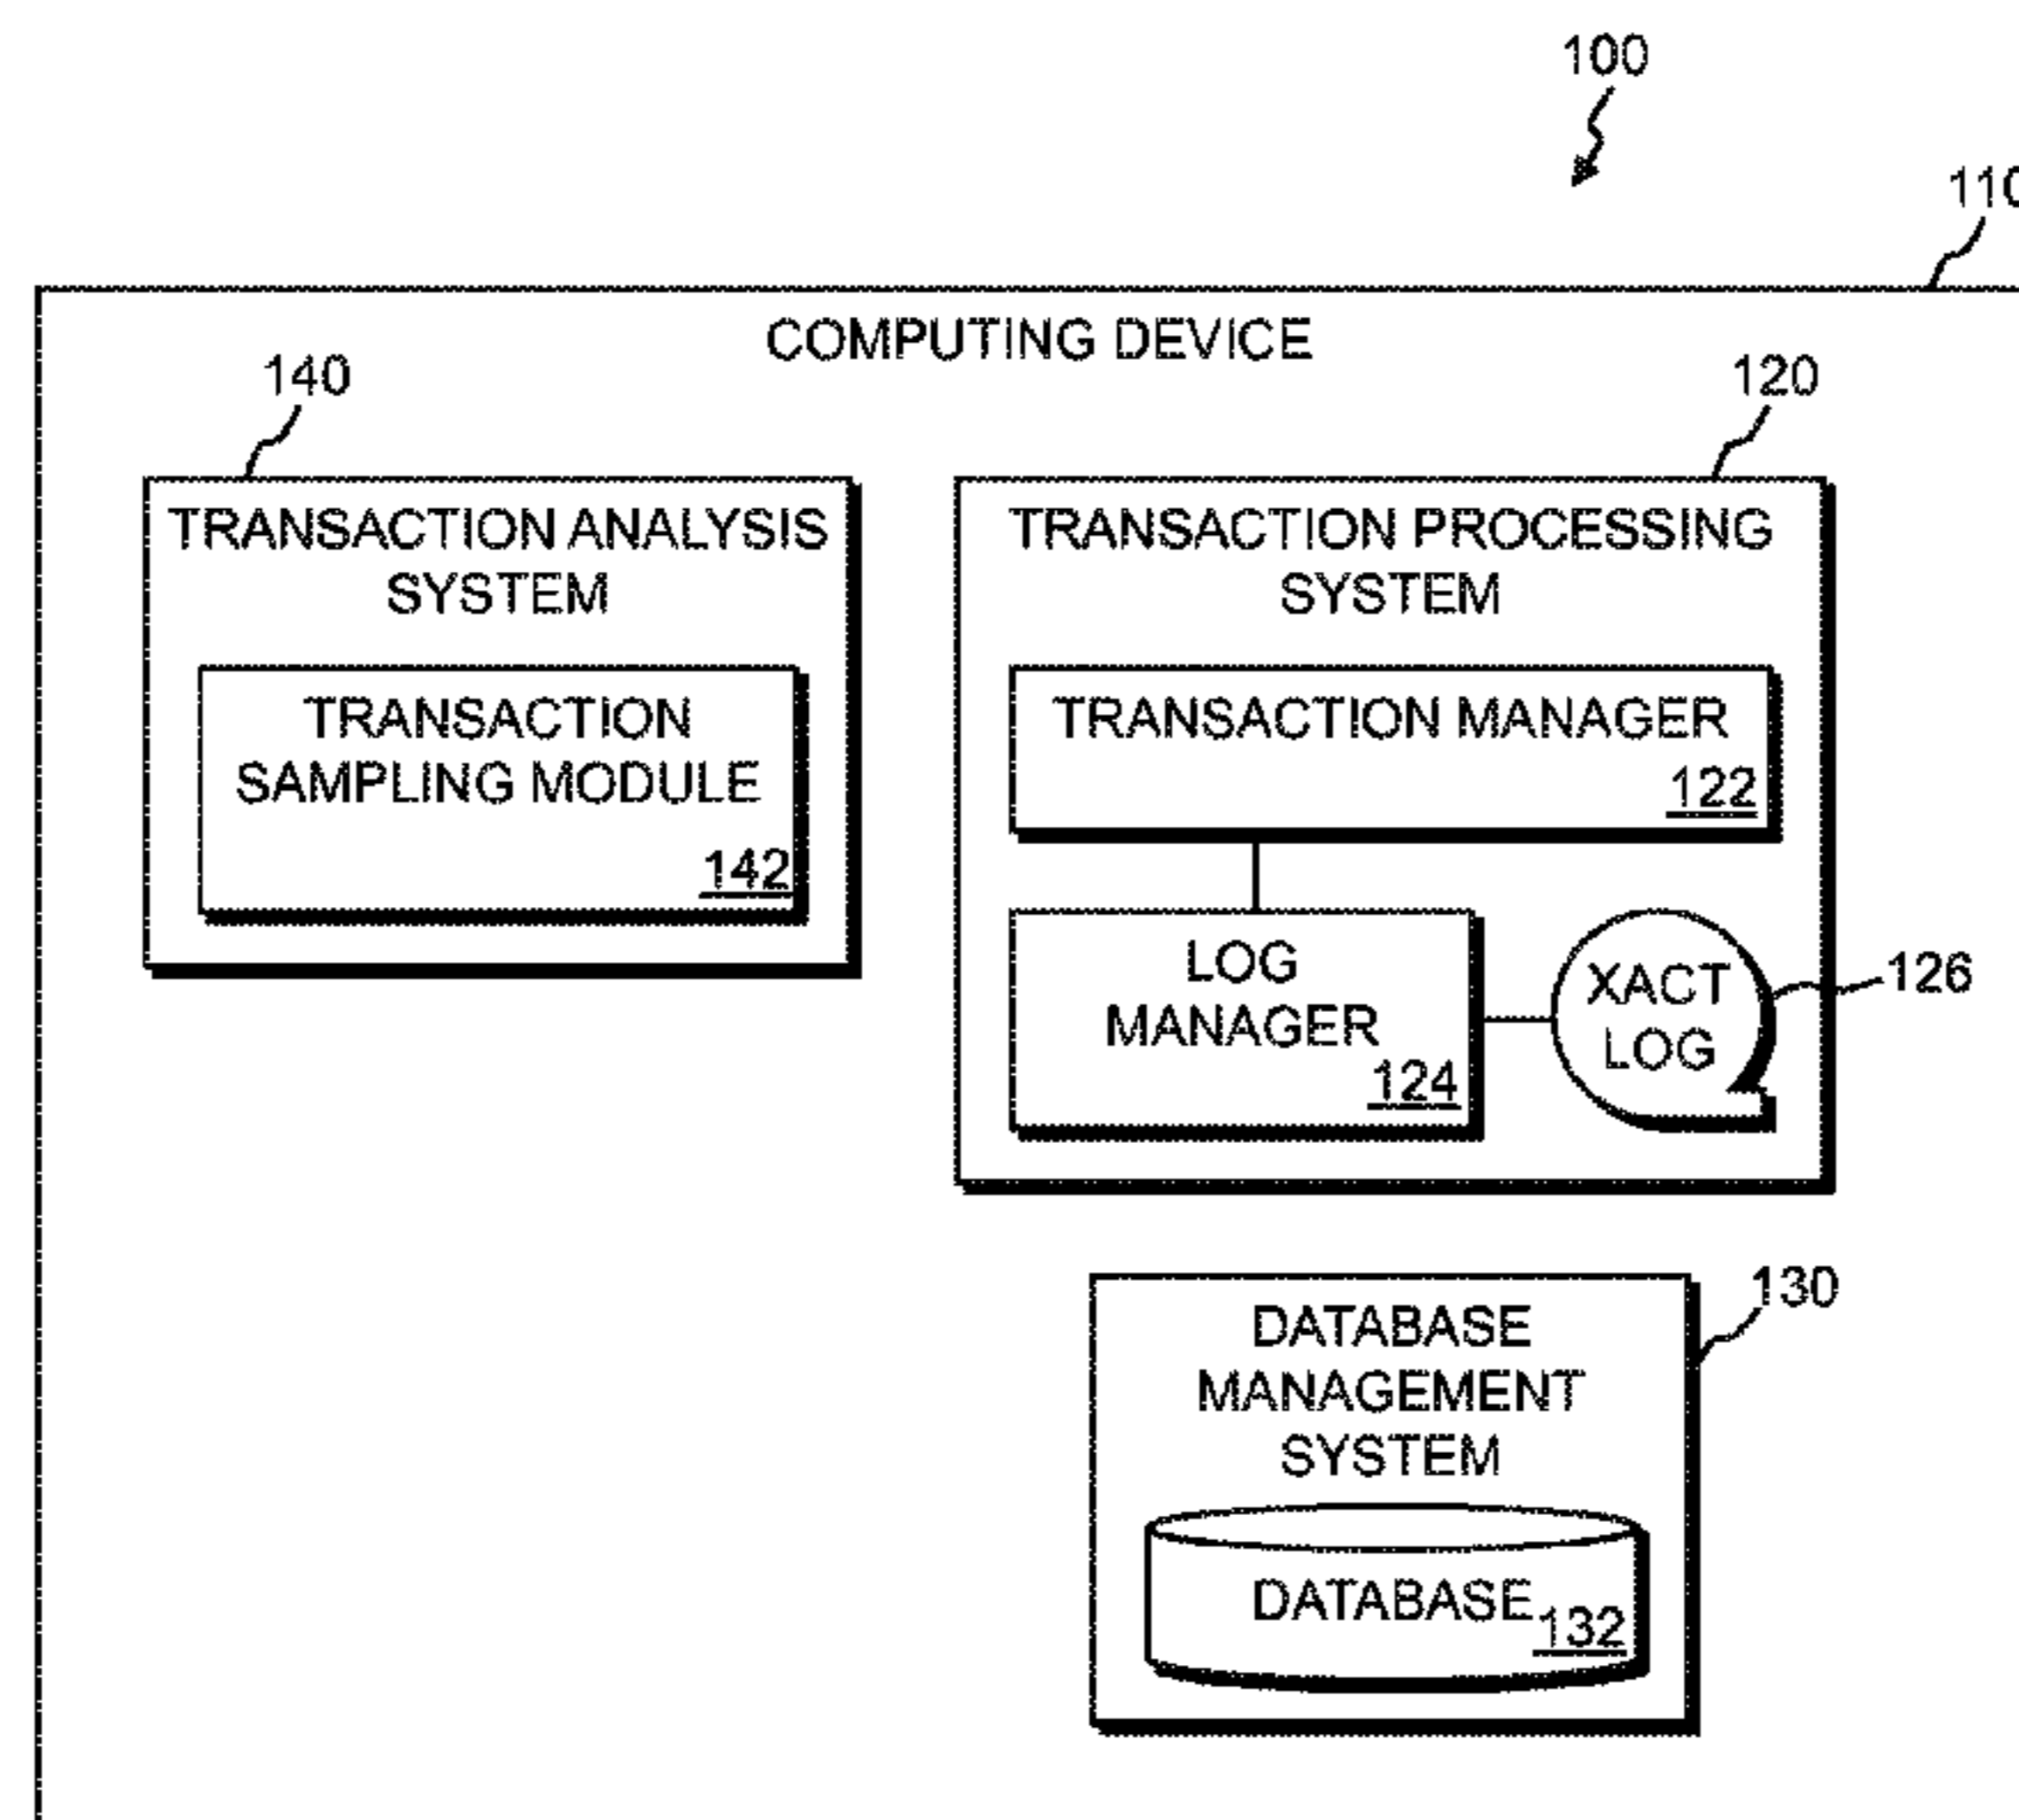 100
110
COMPUTING DEVICE
140
120
TRANSACTION ANALYSIS
SYSTEM
TRANSACTION
SAMPLING MODULE
142
TRANSACTION PROCESSING
SYSTEM
TRANSACTION MANAGER
122
LOG
MANAGER
124
XACT
LOG
126
130
DATABASE
MANAGEMENT
SYSTEM
DATABASE
132